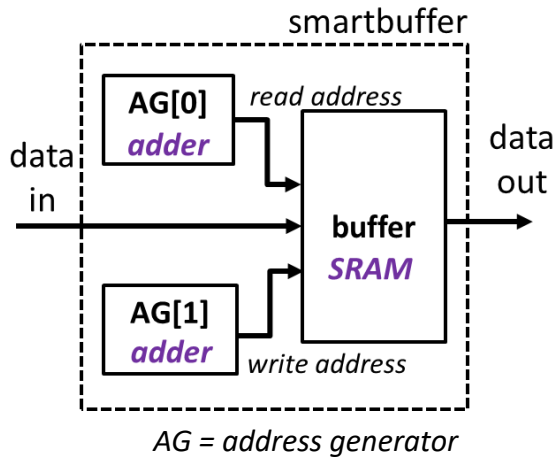 smartbuffer
AG[0]
adder
read address
data
in
buffer
SRAM
data
out
AG[1]
adder
write address
AG = address generator